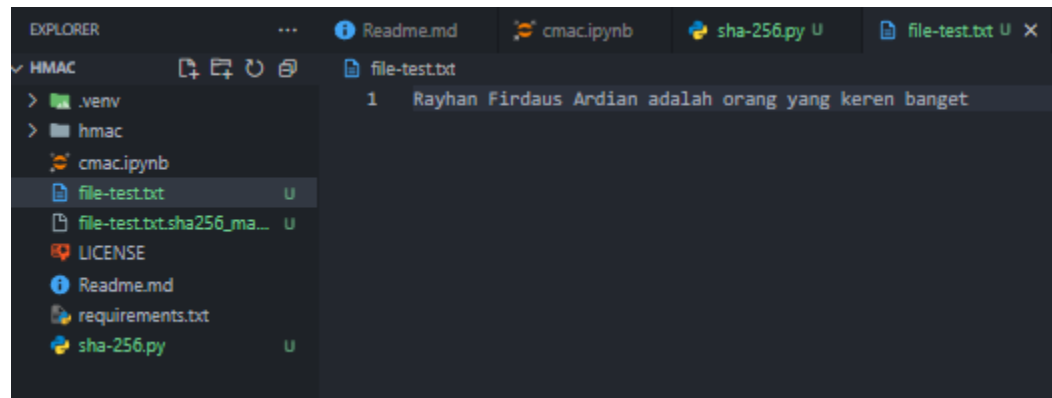 EXPLORER
Readme.md
cmac.ipynb
sha-256.py U
file-test.txt U
HMAC
file-test.txt
.venv
1 Rayhan Firdaus Ardian adalah orang yang keren banget
hmac
cmac.ipynb
file-test.txt U
file-test.txt.sha256_ma... U
LICENSE
Readme.md
requirements.txt
sha-256.py U